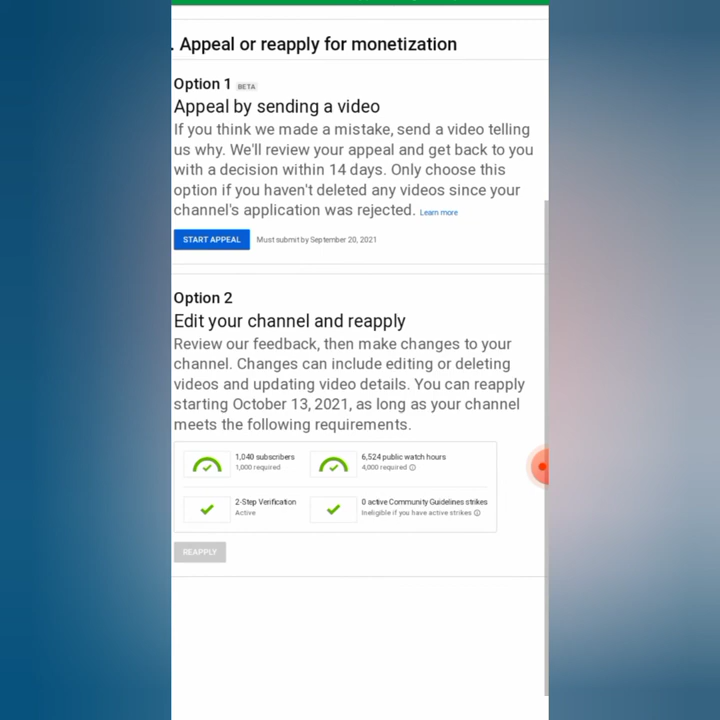 . Appeal or reapply for monetization
Option 1 BETA
Appeal by sending a video
If you think we made a mistake, send a video telling
us why. We'll review your appeal and get back to you
with a decision within 14 days. Only choose this
option if you haven't deleted any videos since your
channel's application was rejected. Learn more
START APPEAL Must submit by September 20, 2021
Option 2
Edit your channel and reapply
Review our feedback, then make changes to your
channel. Changes can include editing or deleting
videos and updating video details. You can reapply
starting October 13, 2021, as long as your channel
meets the following requirements.
1,040 subscribers
1,000 required
6,524 public watch hours
4,000 required
2-Step Verification
Active
0 active Community Guidelines strikes
Ineligible if you have active strikes
REAPPLY